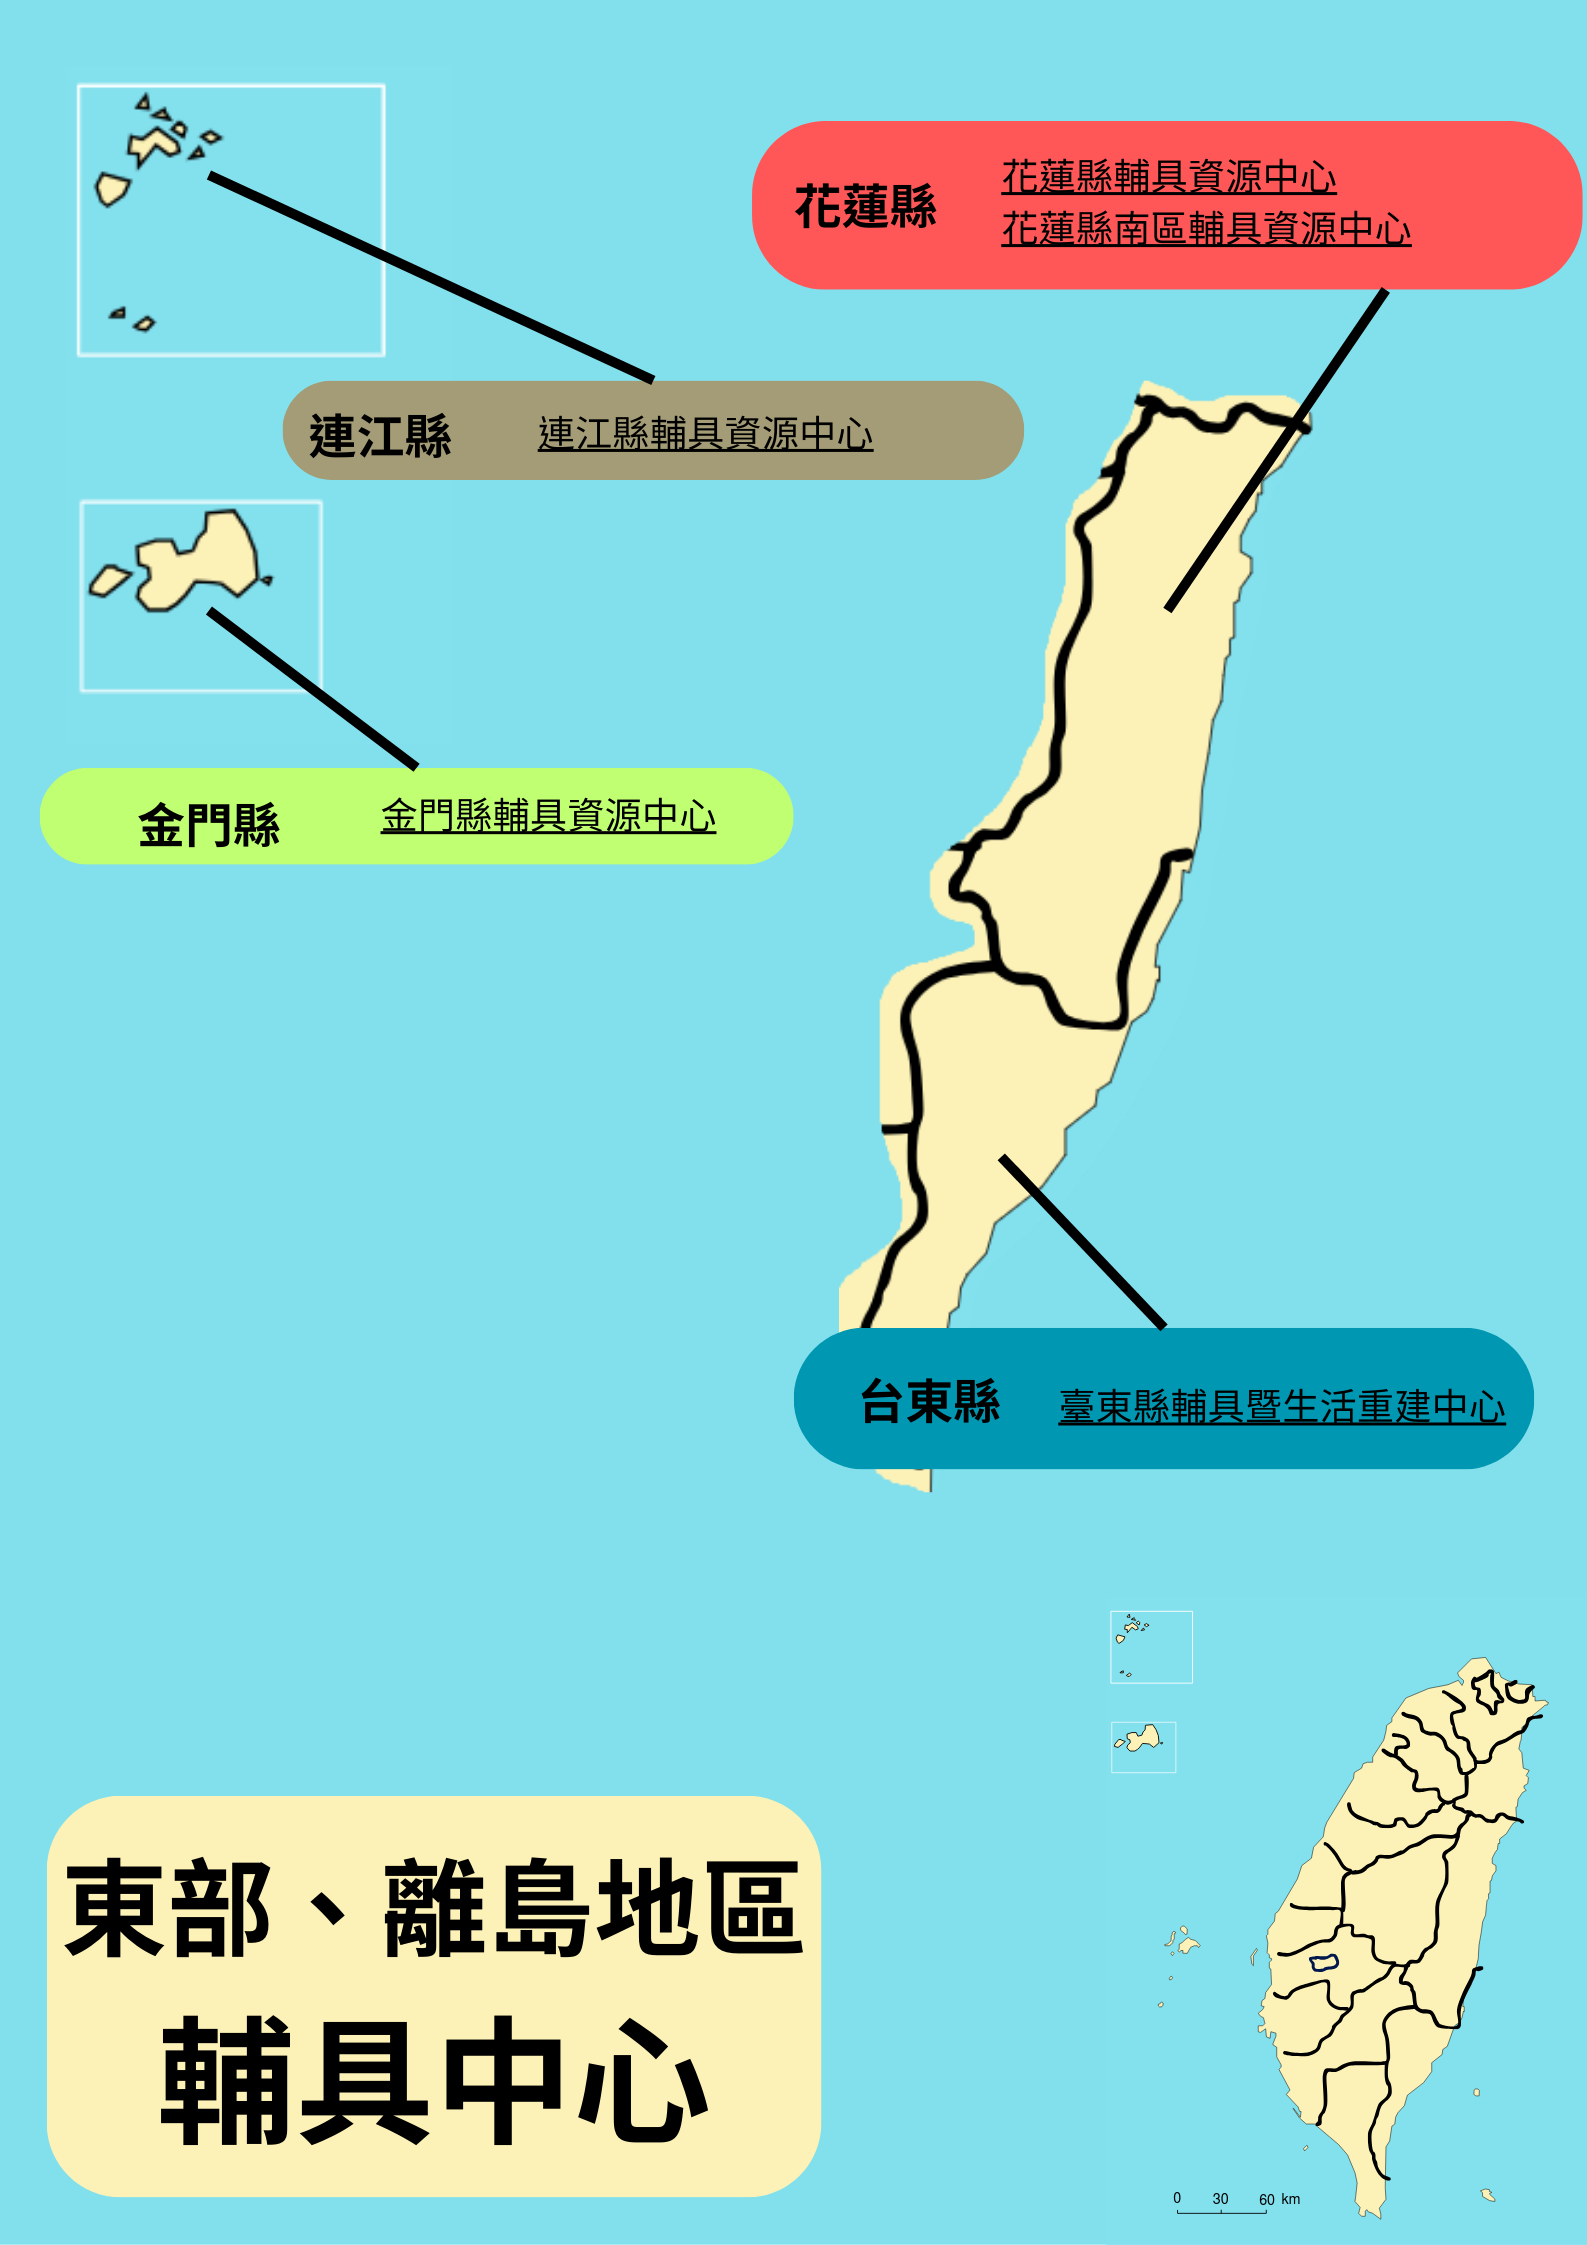 花蓮縣
花蓮縣輔具資源中心
花蓮縣南區輔具資源中心
連江縣
連江縣輔具資源中心
金門縣
金門縣輔具資源中心
台東縣
臺東縣輔具暨生活重建中心
東部、離島地區
輔具中心
0 30 60 km